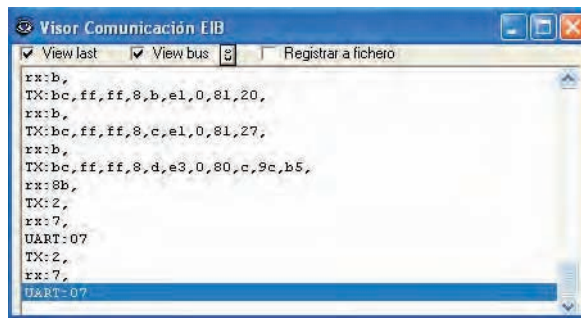 Visor Comunicación EIB
View last View bus Registrar a fichero
rx:b,
TX:bc,ff,ff,8,b,e1,0,81,20,
rx:b,
TX:bc,ff,ff,8,c,e1,0,81,27,
rx:b,
TX:bc,ff,ff,8,d,e3,0,80,c,9c,b5,
rx:8b,
TX:2,
rx:7,
UART:07
TX:2,
rx:7,
UART:07